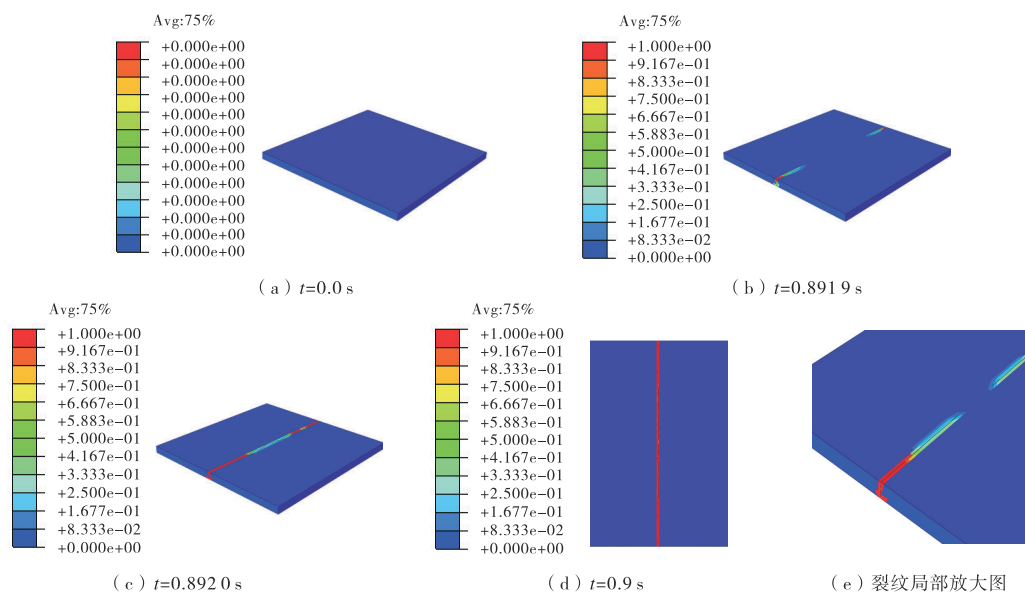 Avg:75%
+0.000e+00
+0.000e+00
+0.000e+00
+0.000e+00
+0.000e+00
+0.000e+00
+0.000e+00
+0.000e+00
+0.000e+00
+0.000e+00
+0.000e+00
+0.000e+00
+0.000e+00
(a) t=0.0 s
Avg:75%
+1.000e+00
+9.167e-01
+8.333e-01
+7.500e-01
+6.667e-01
+5.883e-01
+5.000e-01
+4.167e-01
+3.333e-01
+2.500e-01
+1.677e-01
+8.333e-02
+0.000e+00
(b) t=0.891 9 s
Avg:75%
+1.000e+00
+9.167e-01
+8.333e-01
+7.500e-01
+6.667e-01
+5.883e-01
+5.000e-01
+4.167e-01
+3.333e-01
+2.500e-01
+1.677e-01
+8.333e-02
+0.000e+00
(c) t=0.892 0 s
Avg:75%
+1.000e+00
+9.167e-01
+8.333e-01
+7.500e-01
+6.667e-01
+5.883e-01
+5.000e-01
+4.167e-01
+3.333e-01
+2.500e-01
+1.677e-01
+8.333e-02
+0.000e+00
(d) t=0.9 s
(e) 裂纹局部放大图